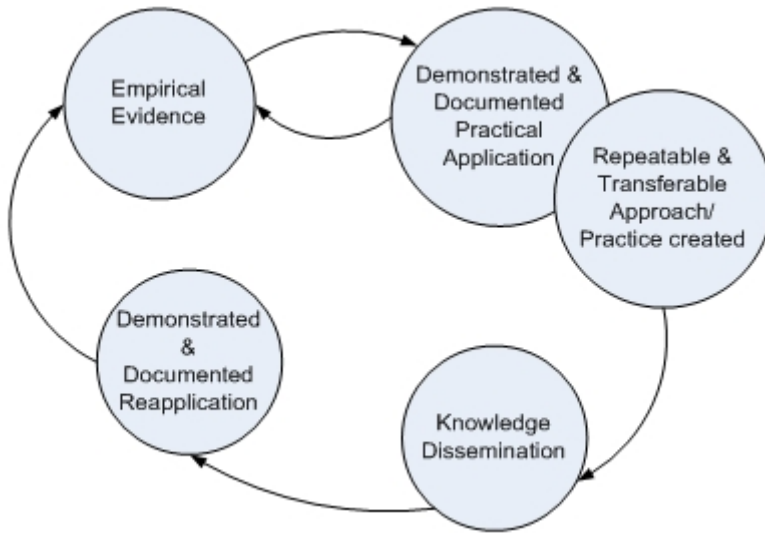 Empirical
Evidence
Demonstrated &
Documented
Practical
Application
Repeatable &
Transferable
Approach/
Practice created
Knowledge
Dissemination
Demonstrated
&
Documented
Reapplication